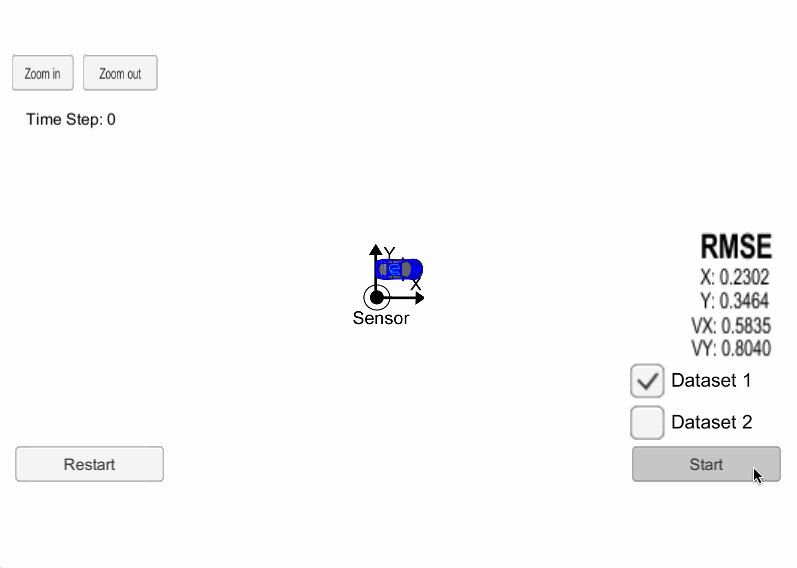 Zoom in
Zoom out
Time Step: 0
Y
X
Sensor
RMSE
X: 0.2302
Y: 0.3464
VX: 0.5835
VY: 0.8040
Dataset 1
Dataset 2
Restart
Start